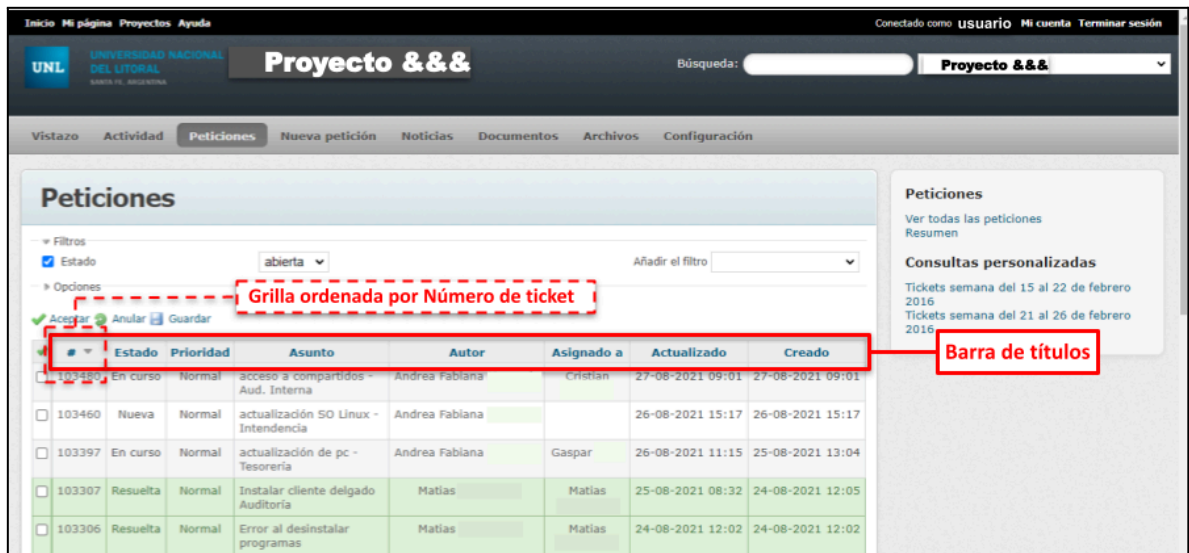 Inicio Mi página Proyectos Ayuda
Conectado como usuario Mi cuenta Terminar sesión
UNL
UNIVERSIDAD NACIONAL
DEL LITORAL
SANTA FE, ARGENTINA
Proyecto &&&
Búsqueda:
Proyecto &&&
Vistazo Actividad Peticiones Nueva petición Noticias Documentos Archivos Configuración
Peticiones
Filtros
Estado abierta Añadir el filtro
Opciones
Grilla ordenada por Número de ticket
Aceptar Anular Guardar
# Estado Prioridad Asunto Autor Asignado a Actualizado Creado
Barra de títulos
103480 En curso Normal acceso a compartidos - Andrea Fabiana Cristian 27-08-2021 09:01 27-08-2021 09:01
Aud. Interna
103460 Nueva Normal actualización SO Linux - Andrea Fabiana 26-08-2021 15:17 26-08-2021 15:17
Intendencia
103397 En curso Normal actualización de pc - Andrea Fabiana Gaspar 26-08-2021 11:15 25-08-2021 13:04
Tesorería
103307 Resuelta Normal Instalar cliente delgado Matias Matias 25-08-2021 08:32 24-08-2021 12:05
Auditoría
103306 Resuelta Normal Error al desinstalar Matias Matias 24-08-2021 12:02 24-08-2021 12:02
programas
Peticiones
Ver todas las peticiones
Resumen
Consultas personalizadas
Tickets semana del 15 al 22 de febrero
2016
Tickets semana del 21 al 26 de febrero
2016